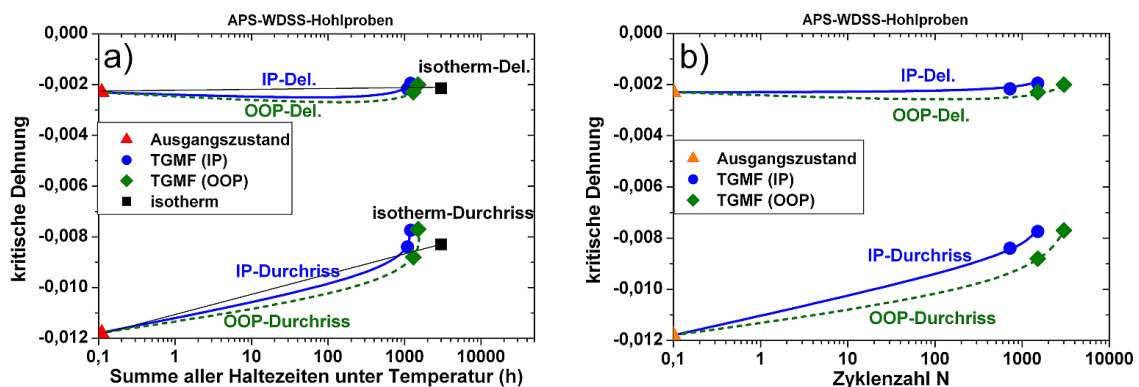 APS-WDSS-Hohlproben
a)
kritische Dehnung
0,000
-0,002
-0,004
-0,006
-0,008
-0,010
-0,012
IP-Del.
isotherm-Del.
OOP-Del.
Ausgangszustand
TGMF (IP)
TGMF (OOP)
isotherm
isotherm-Durchriss
IP-Durchriss
OOP-Durchriss
0,1 1 10 100 1000 10000
Summe aller Haltezeiten unter Temperatur (h)
APS-WDSS-Hohlproben
b)
kritische Dehnung
0,000
-0,002
-0,004
-0,006
-0,008
-0,010
-0,012
IP-Del.
OOP-Del.
Ausgangszustand
TGMF (IP)
TGMF (OOP)
IP-Durchriss
OOP-Durchriss
0,1 1 10 100 1000 10000
Zyklenzahl N